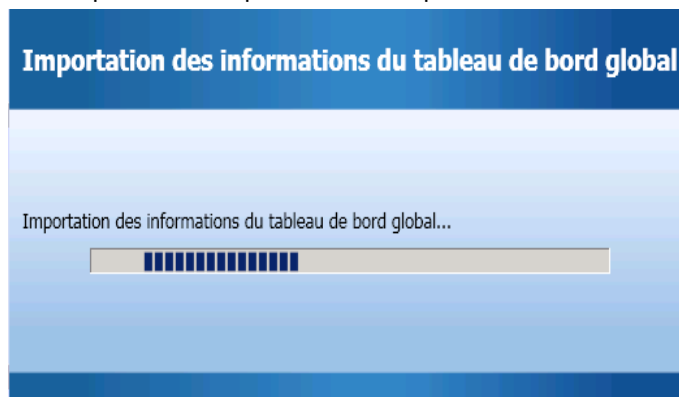 Importation des informations du tableau de bord global
Importation des informations du tableau de bord global...